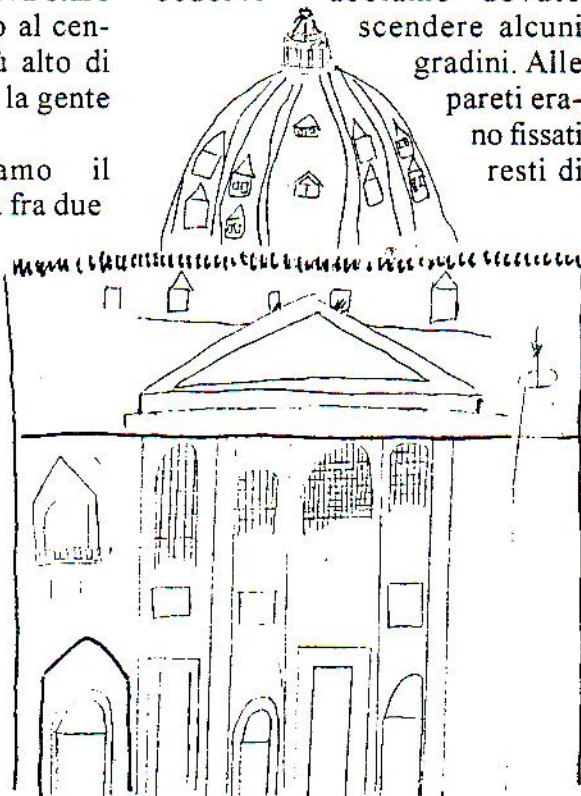 o al cen-
alto di
la gente
amo il
fra due
scendere alcuni
gradini. Alle
pareti era-
no fissati
resti di